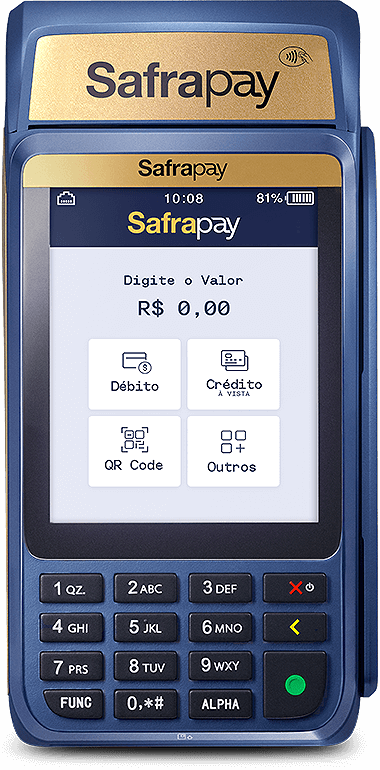 Safrapay
Safrapay
10:08 81%
Safrapay
Digite o Valor
R$ 0,00
Débito
Crédito
À VISTA
QR Code
Outros
1 QZ. 2 ABC 3 DEF
4 GHI 5 JKL 6 MNO
7 PRS 8 TUV 9 WXY
FUNC 0,*# ALPHA